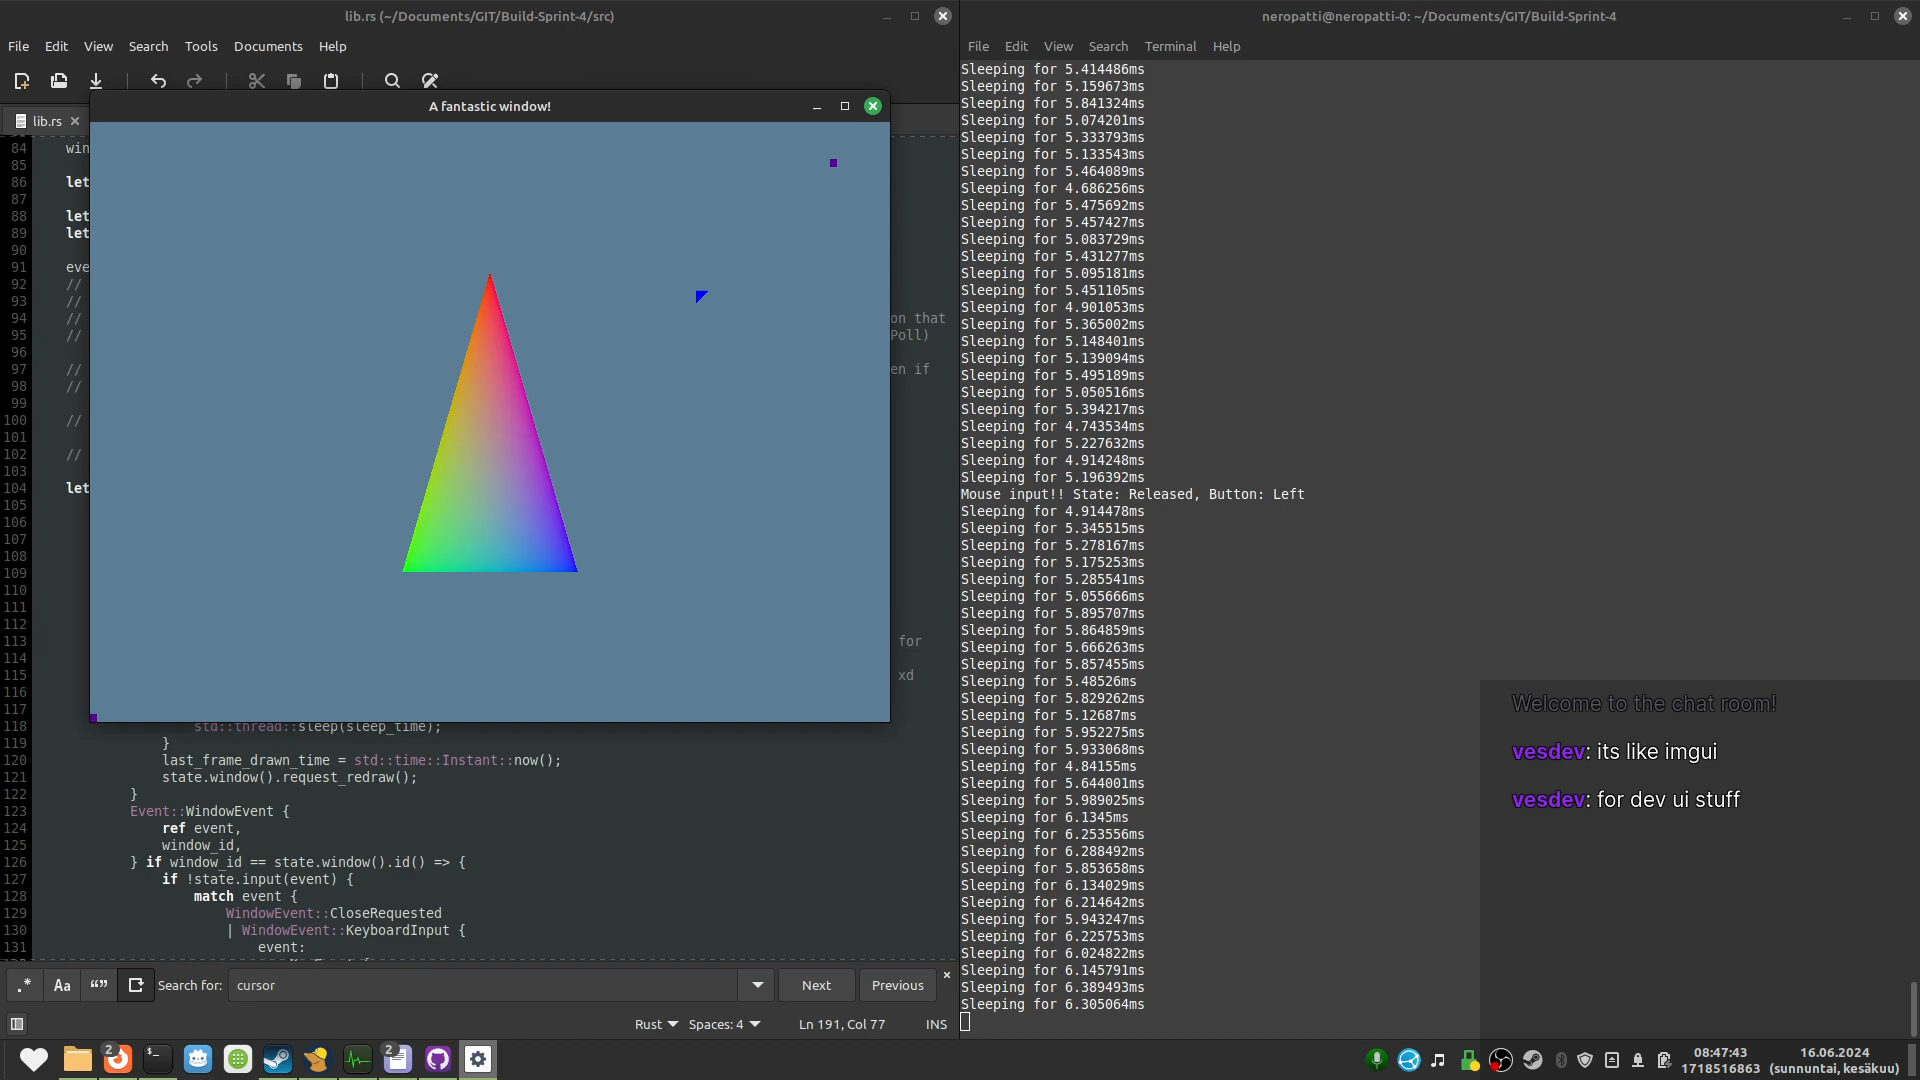 lib.rs (~/Documents/GIT/Build-Sprint-4/src)
File Edit View Search Tools Documents Help
lib.rs
A fantastic window!
84 win
85
86 let
87
88 let
89 let
90
91 eve
92 //
93 //
94 // on that
95 // Poll)
96
97 // en if
98 //
99
100 //
101
102 //
103
104 let
105
106
107
108
109
110
111
112
113 for
114
115 xd
116
117
118 std::thread::sleep(sleep_time);
119 }
120 last_frame_drawn_time = std::time::Instant::now();
121 state.window().request_redraw();
122 }
123 Event::WindowEvent {
124 ref event,
125 window_id,
126 } if window_id == state.window().id() => {
127 if !state.input(event) {
128 match event {
129 WindowEvent::CloseRequested
130 | WindowEvent::KeyboardInput {
131 event:
.* Aa “” Search for: cursor Next Previous
Rust Spaces: 4 Ln 191, Col 77 INS
neropatti@neropatti-0: ~/Documents/GIT/Build-Sprint-4
File Edit View Search Terminal Help
Sleeping for 5.414486ms
Sleeping for 5.159673ms
Sleeping for 5.841324ms
Sleeping for 5.074201ms
Sleeping for 5.333793ms
Sleeping for 5.133543ms
Sleeping for 5.464089ms
Sleeping for 4.686256ms
Sleeping for 5.475692ms
Sleeping for 5.457427ms
Sleeping for 5.083729ms
Sleeping for 5.431277ms
Sleeping for 5.095181ms
Sleeping for 5.451105ms
Sleeping for 4.901053ms
Sleeping for 5.365002ms
Sleeping for 5.148401ms
Sleeping for 5.139094ms
Sleeping for 5.495189ms
Sleeping for 5.050516ms
Sleeping for 5.394217ms
Sleeping for 4.743534ms
Sleeping for 5.227632ms
Sleeping for 4.914248ms
Sleeping for 5.196392ms
Mouse input!! State: Released, Button: Left
Sleeping for 4.914478ms
Sleeping for 5.345515ms
Sleeping for 5.278167ms
Sleeping for 5.175253ms
Sleeping for 5.285541ms
Sleeping for 5.055666ms
Sleeping for 5.895707ms
Sleeping for 5.864859ms
Sleeping for 5.666263ms
Sleeping for 5.857455ms
Sleeping for 5.48526ms
Sleeping for 5.829262ms
Sleeping for 5.12687ms
Sleeping for 5.952275ms
Sleeping for 5.933068ms
Sleeping for 4.84155ms
Sleeping for 5.644001ms
Sleeping for 5.989025ms
Sleeping for 6.1345ms
Sleeping for 6.253556ms
Sleeping for 6.288492ms
Sleeping for 5.853658ms
Sleeping for 6.134029ms
Sleeping for 6.214642ms
Sleeping for 5.943247ms
Sleeping for 6.225753ms
Sleeping for 6.024822ms
Sleeping for 6.145791ms
Sleeping for 6.389493ms
Sleeping for 6.305064ms
Welcome to the chat room!
vesdev: its like imgui
vesdev: for dev ui stuff
2 2
08:47:43 16.06.2024
1718516863 (sunnuntai, kesäkuu)